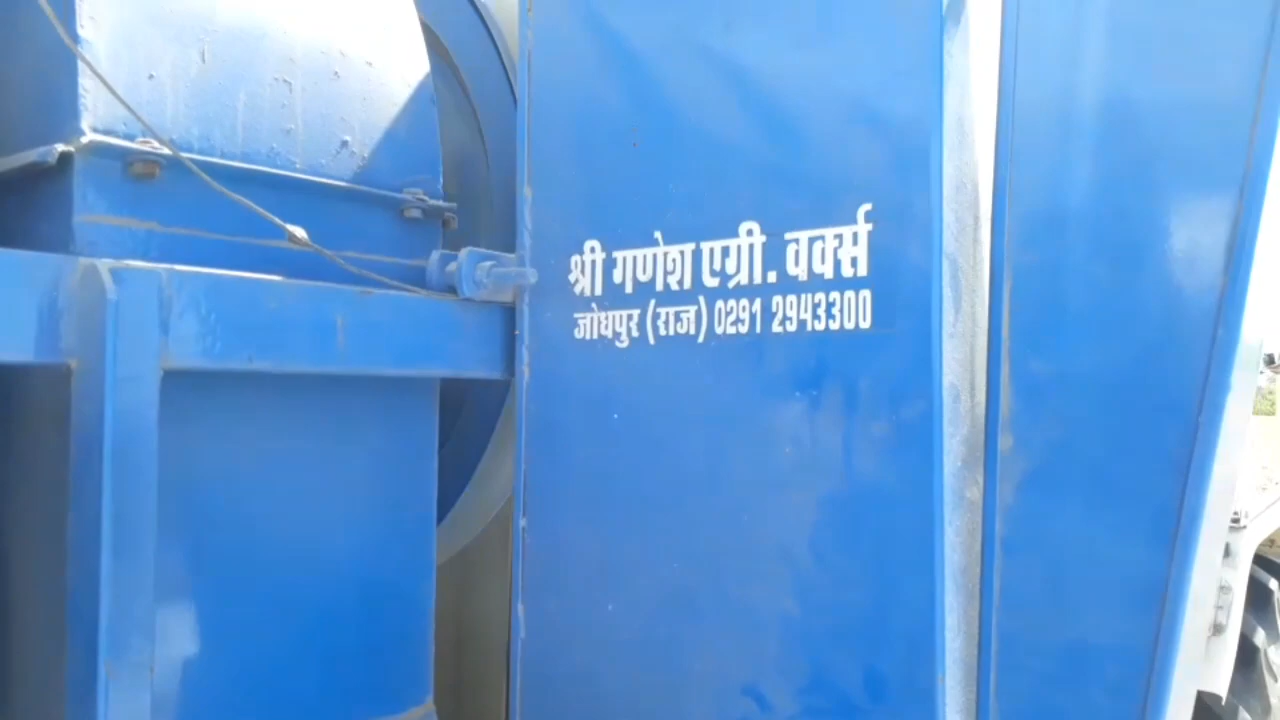 श्री गणेश एग्री. वर्क्स
जोधपुर (राज) 0291 2943300